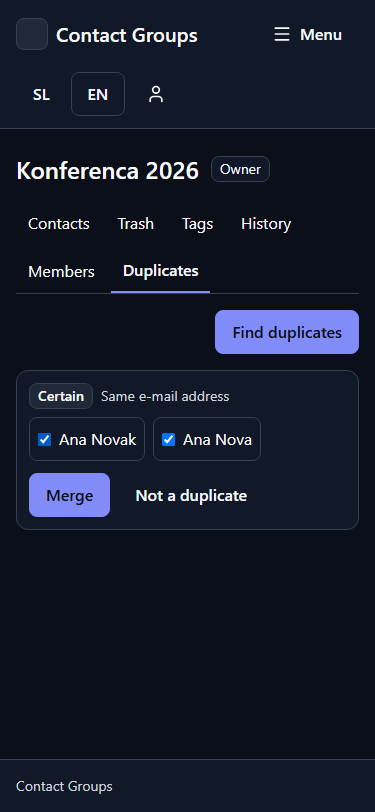 Contact Groups
Menu
SL EN
Konferenca 2026 Owner
Contacts Trash Tags History
Members Duplicates
Find duplicates
Certain Same e-mail address
Ana Novak Ana Nova
Merge Not a duplicate
Contact Groups